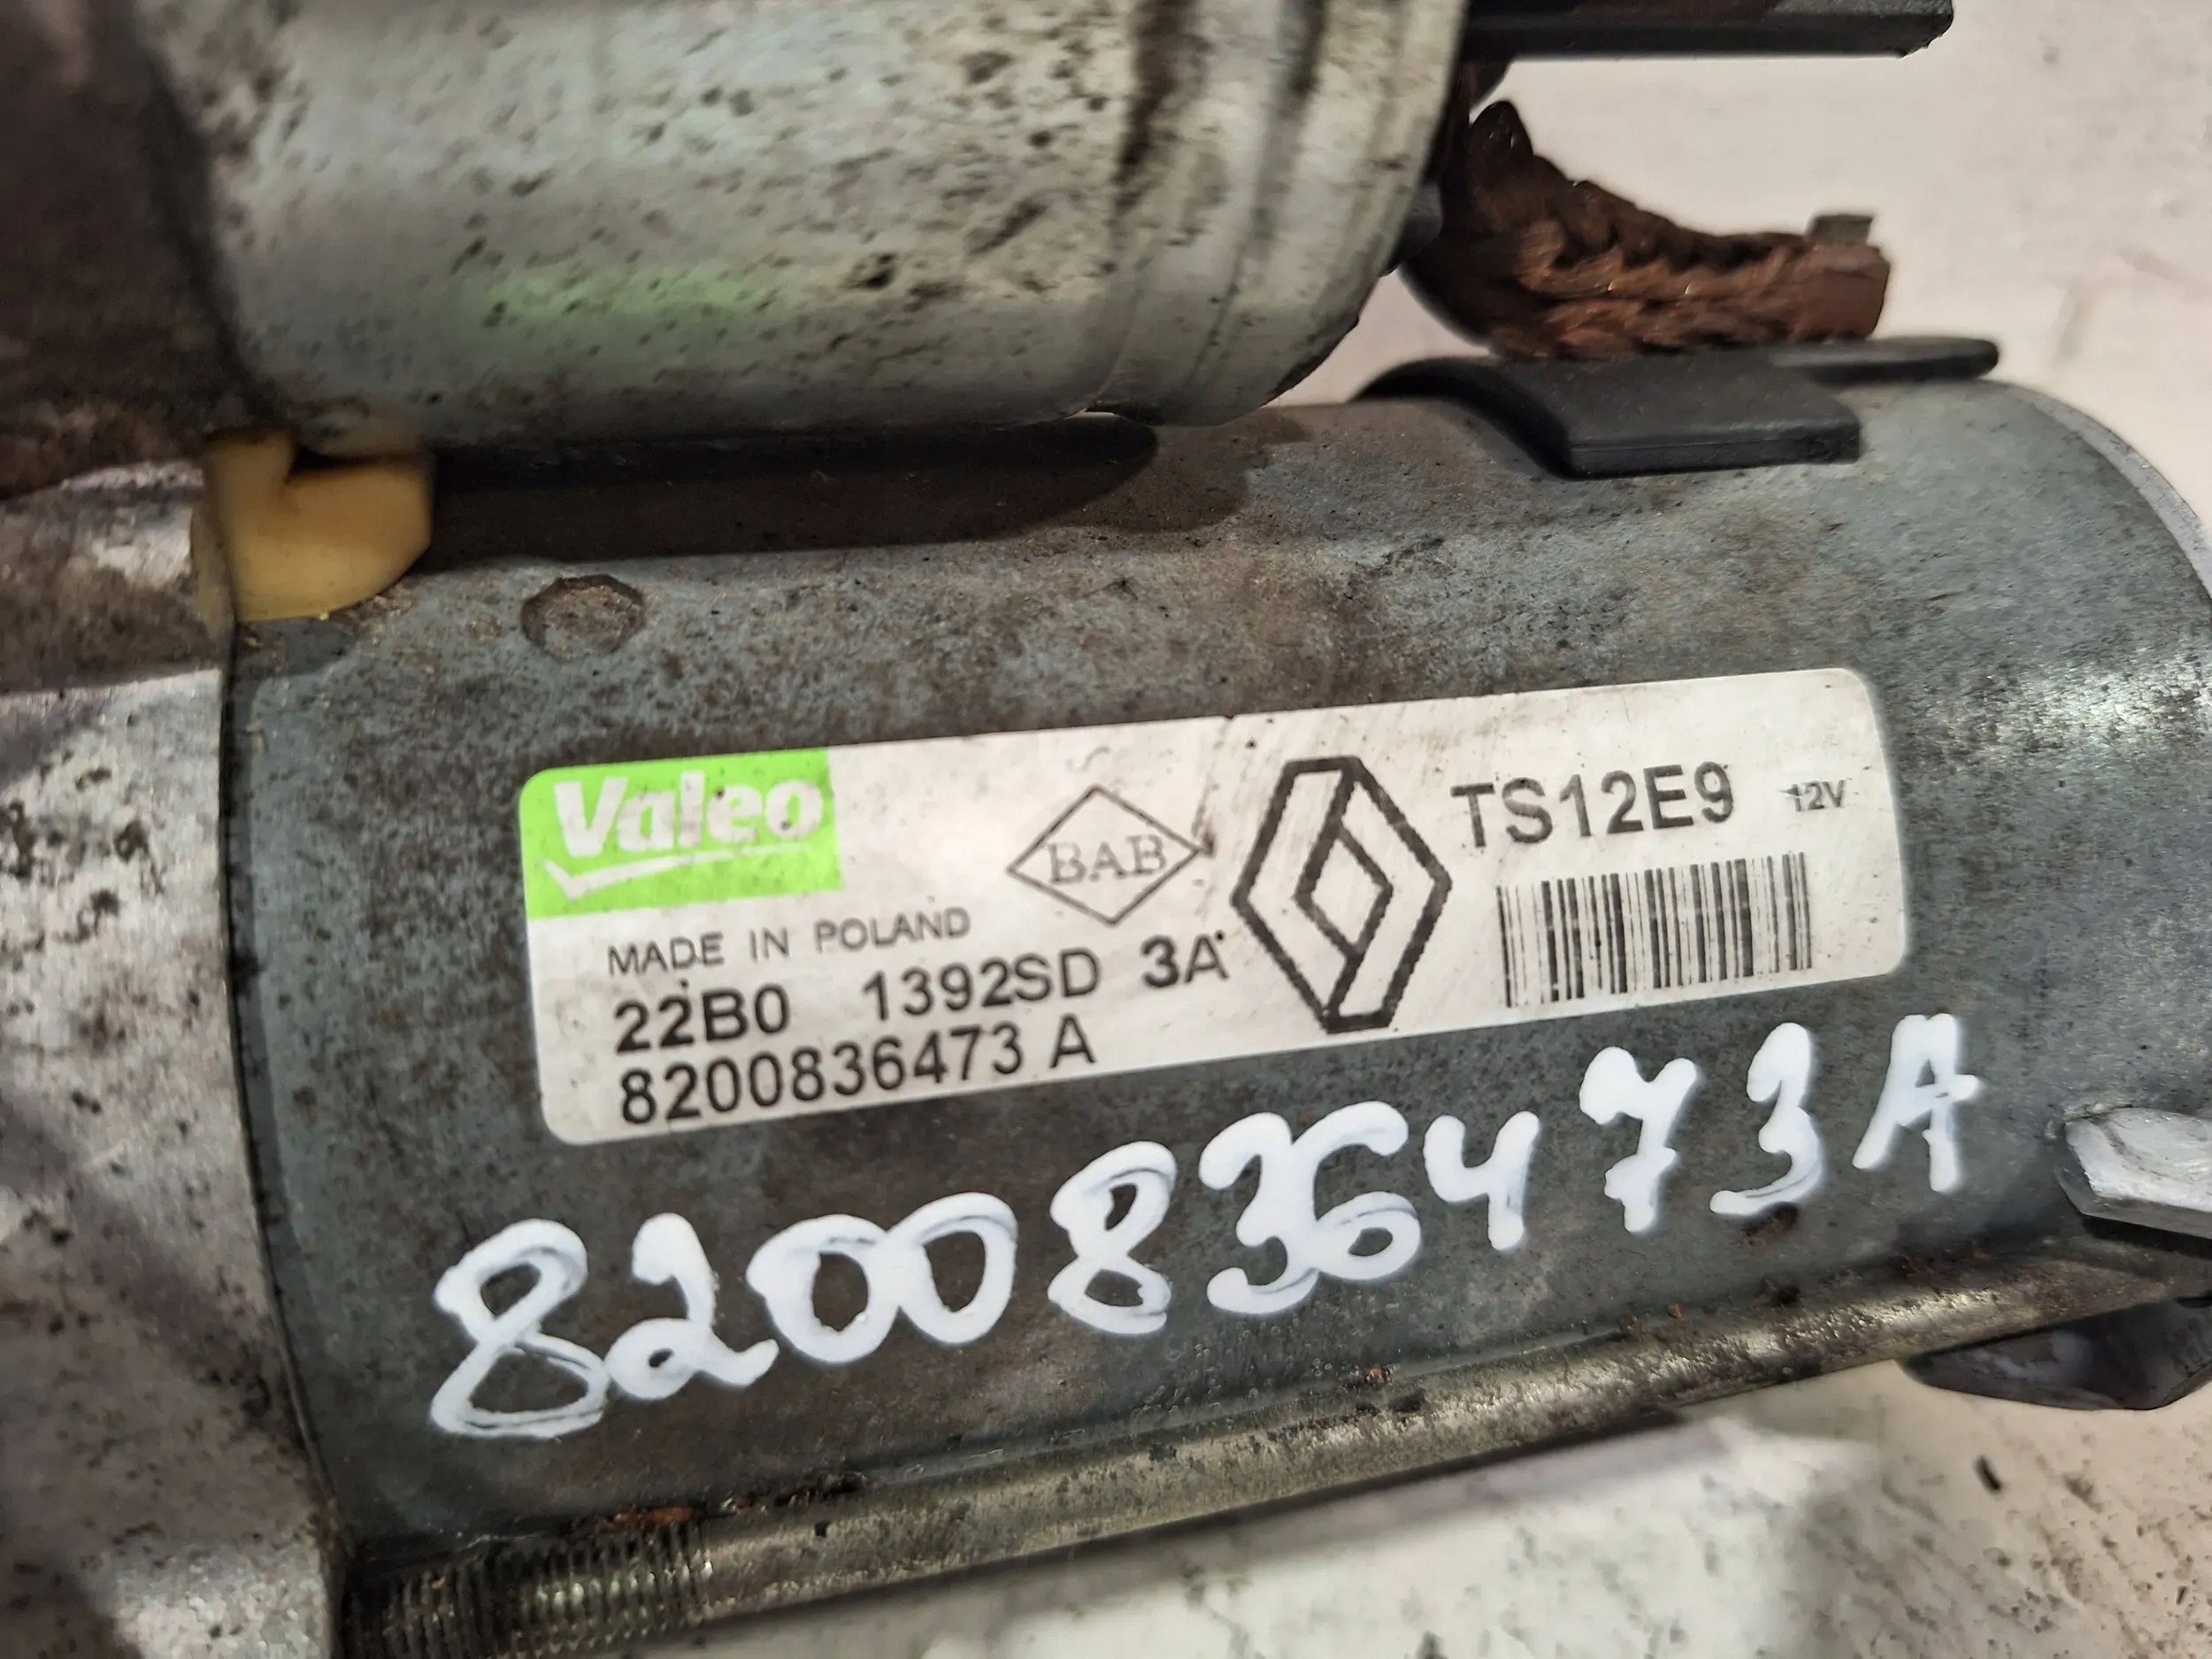 Valeo
BAB
TS12E9 12V
MADE IN POLAND
22B0 1392SD 3A
8200836473 A
8200836473A